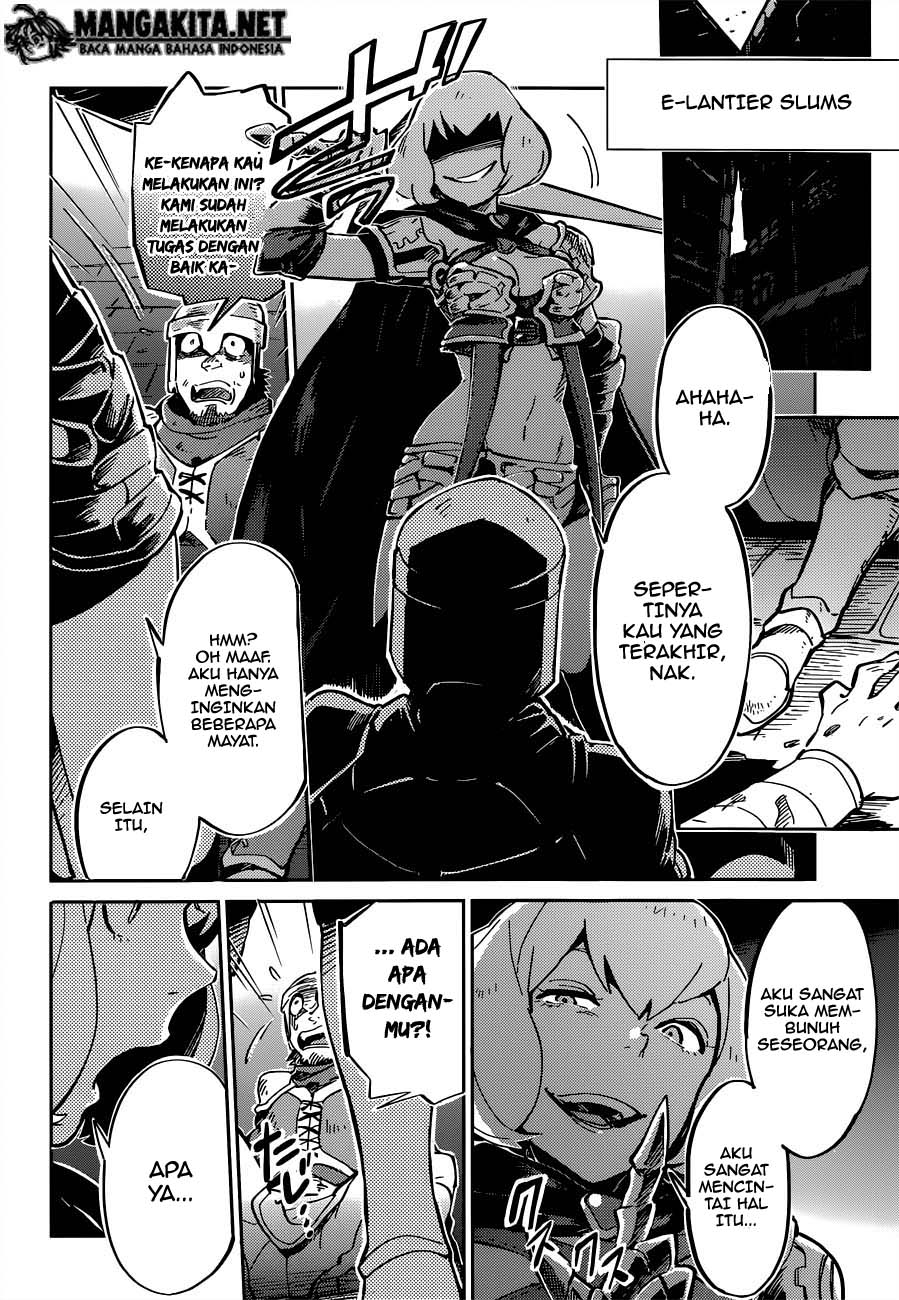 MANGAKITA.NET
BACA MANGA BAHASA INDONESIA
E-LANTIER SLUMS
AHAHA-
HA.
SEPER-
TINYA
KAU YANG
TERAKHIR,
NAK.
KE-KENAPA KAU
MELAKUKAN INI?
KAMI SUDAH
MELAKUKAN
TUGAS DENGAN
BAIK KA-
HMM?
OH MAAF.
AKU HANYA
MENG-
INGINKAN
BEBERAPA
MAYAT.
SELAIN
ITU,
AKU SANGAT
SUKA MEM-
BUNUH
SESEORANG,
AKU
SANGAT
MENCIN-
TAI HAL
ITU...
... ADA
APA
DENGAN-
MU?!
APA
YA...